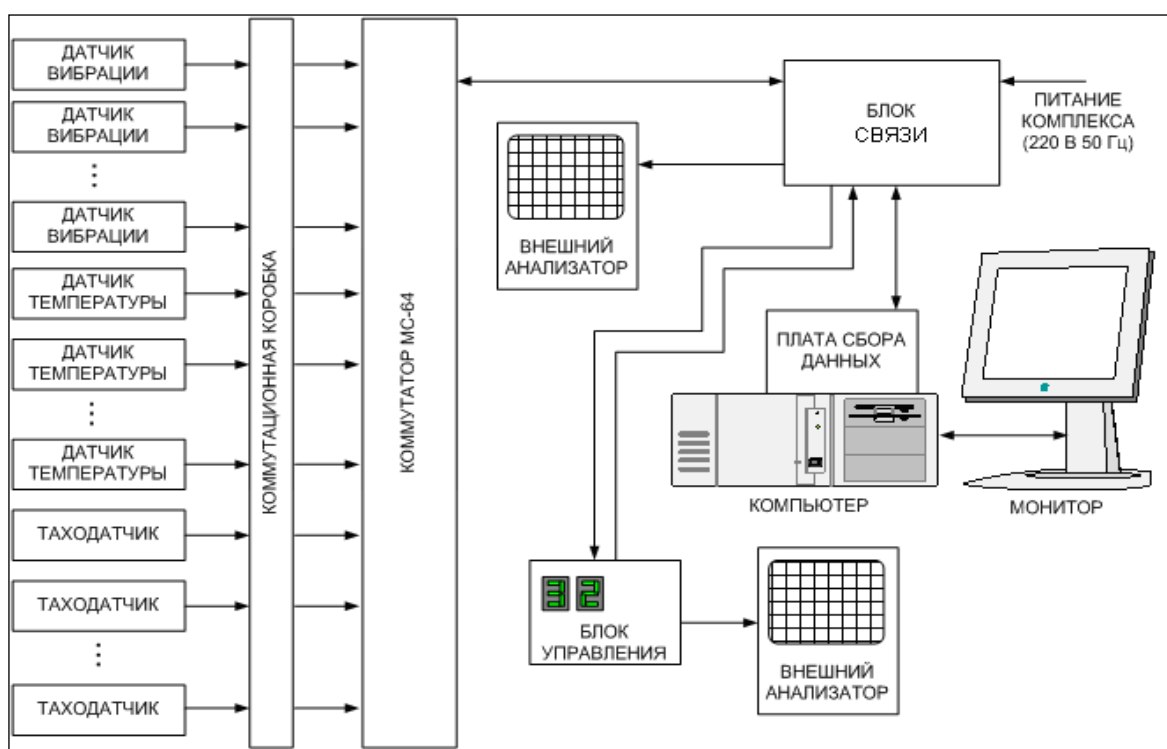 ДАТЧИК
ВИБРАЦИИ
ДАТЧИК
ВИБРАЦИИ
ДАТЧИК
ВИБРАЦИИ
ДАТЧИК
ТЕМПЕРАТУРЫ
ДАТЧИК
ТЕМПЕРАТУРЫ
ДАТЧИК
ТЕМПЕРАТУРЫ
ТАХОДАТЧИК
ТАХОДАТЧИК
ТАХОДАТЧИК
КОММУТАЦИОННАЯ КОРОБКА
КОММУТАТОР МС-64
БЛОК
СВЯЗИ
ПИТАНИЕ
КОМПЛЕКСА
(220 В 50 Гц)
ВНЕШНИЙ
АНАЛИЗАТОР
ПЛАТА СБОРА
ДАННЫХ
КОМПЬЮТЕР
МОНИТОР
32
БЛОК
УПРАВЛЕНИЯ
ВНЕШНИЙ
АНАЛИЗАТОР